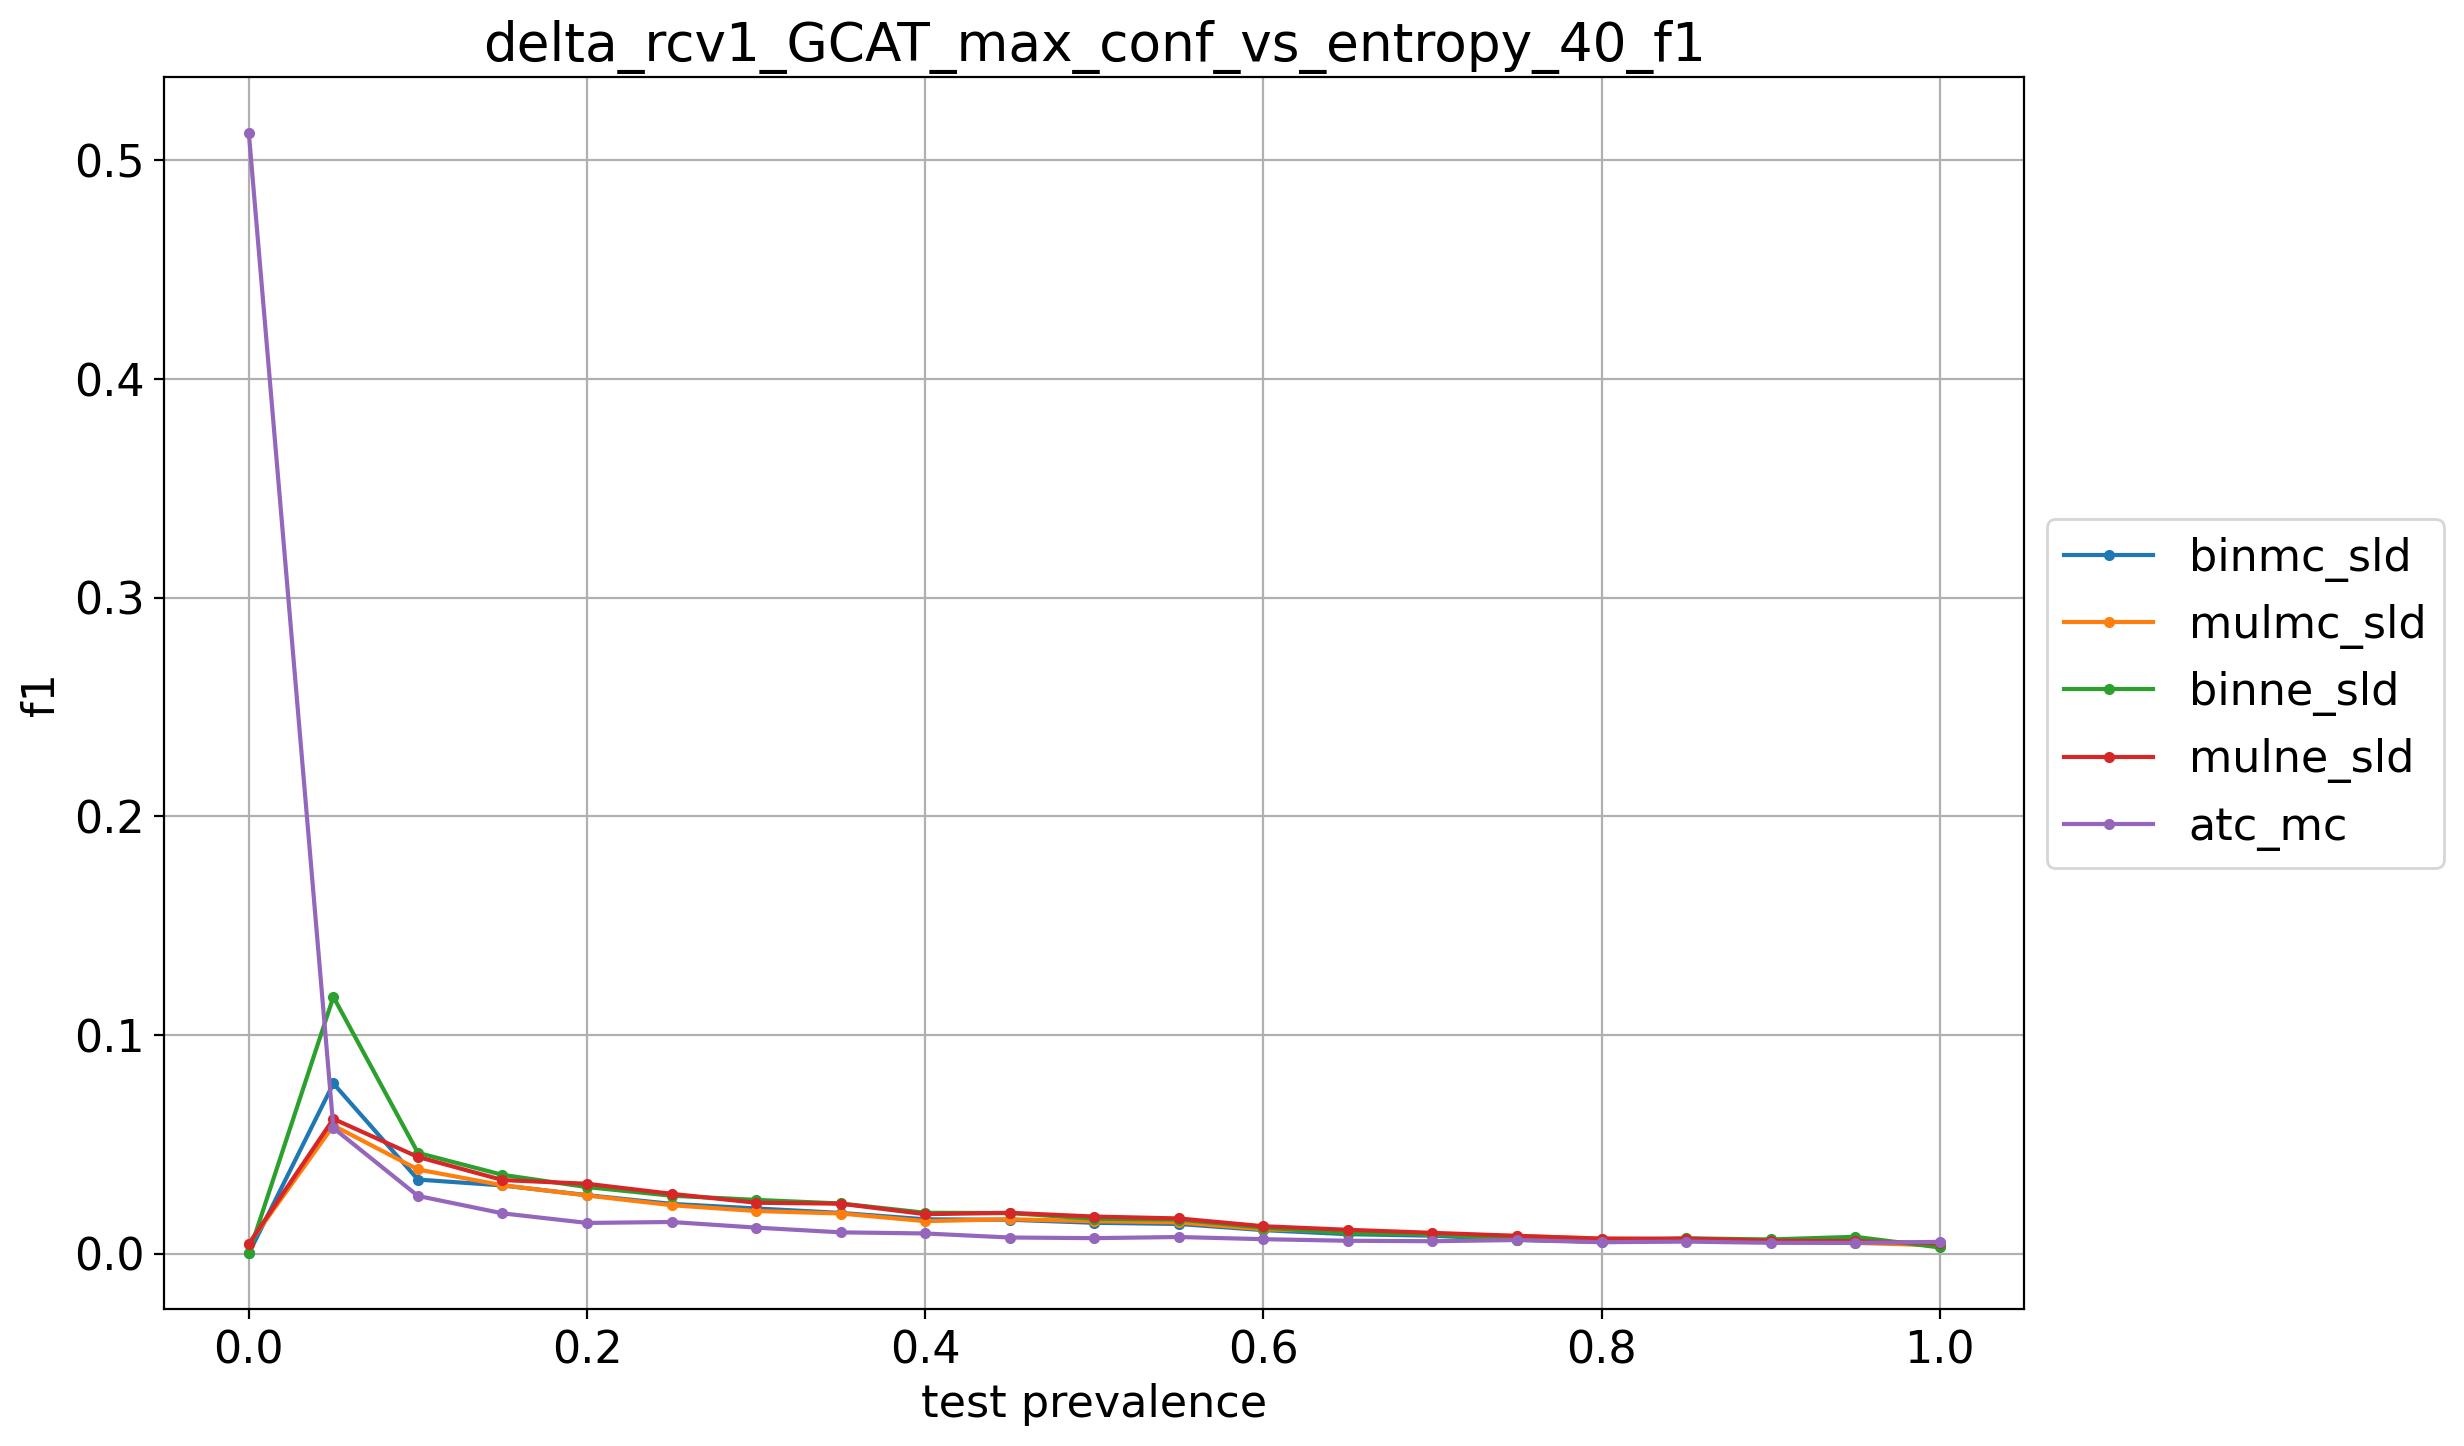 delta_rcv1_GCAT_max_conf_vs_entropy_40_f1
0.5
0.4
0.3
0.2
0.1
0.0
f1
0.0 0.2 0.4 0.6 0.8 1.0
test prevalence
binmc_sld
mulmc_sld
binne_sld
mulne_sld
atc_mc